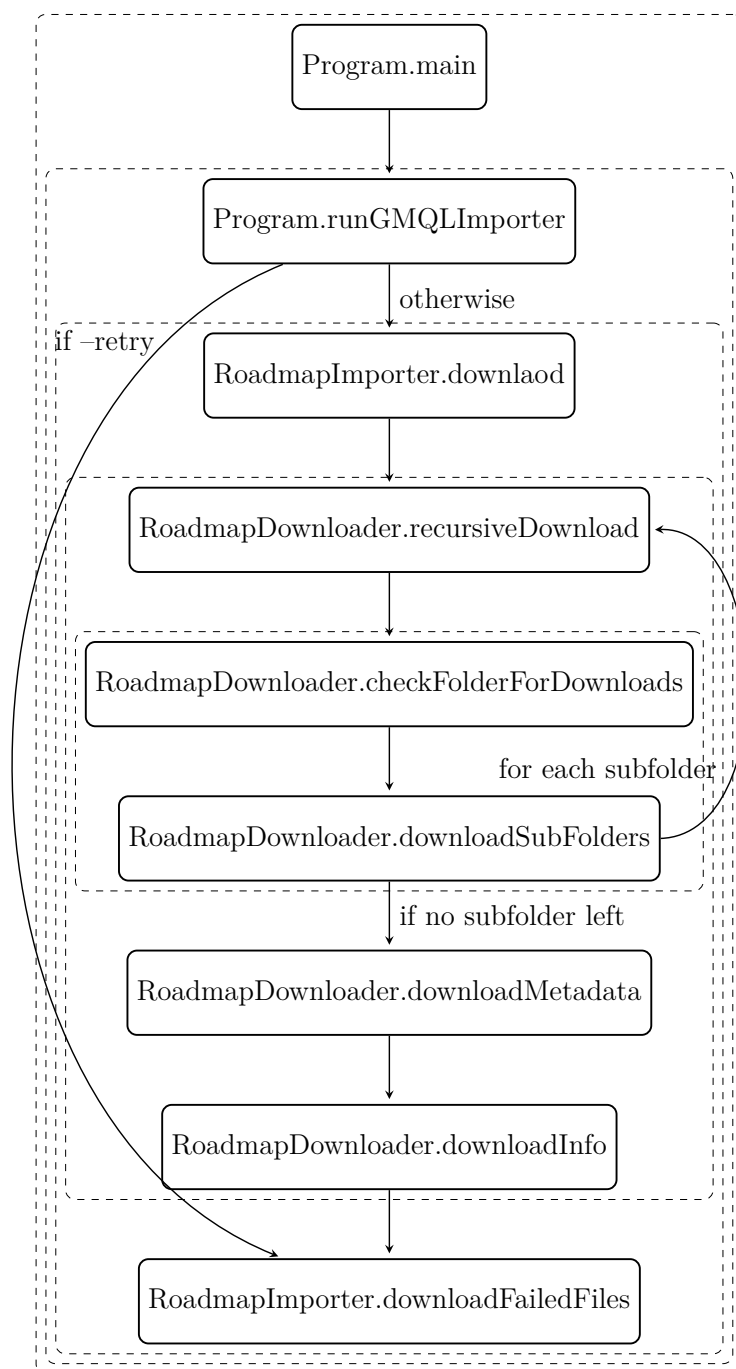 Program.main
Program.runGMQLImporter
otherwise
if –retry
RoadmapImporter.downlaod
RoadmapDownloader.recursiveDownload
RoadmapDownloader.checkFolderForDownloads
for each subfolder
RoadmapDownloader.downloadSubFolders
if no subfolder left
RoadmapDownloader.downloadMetadata
RoadmapDownloader.downloadInfo
RoadmapImporter.downloadFailedFiles